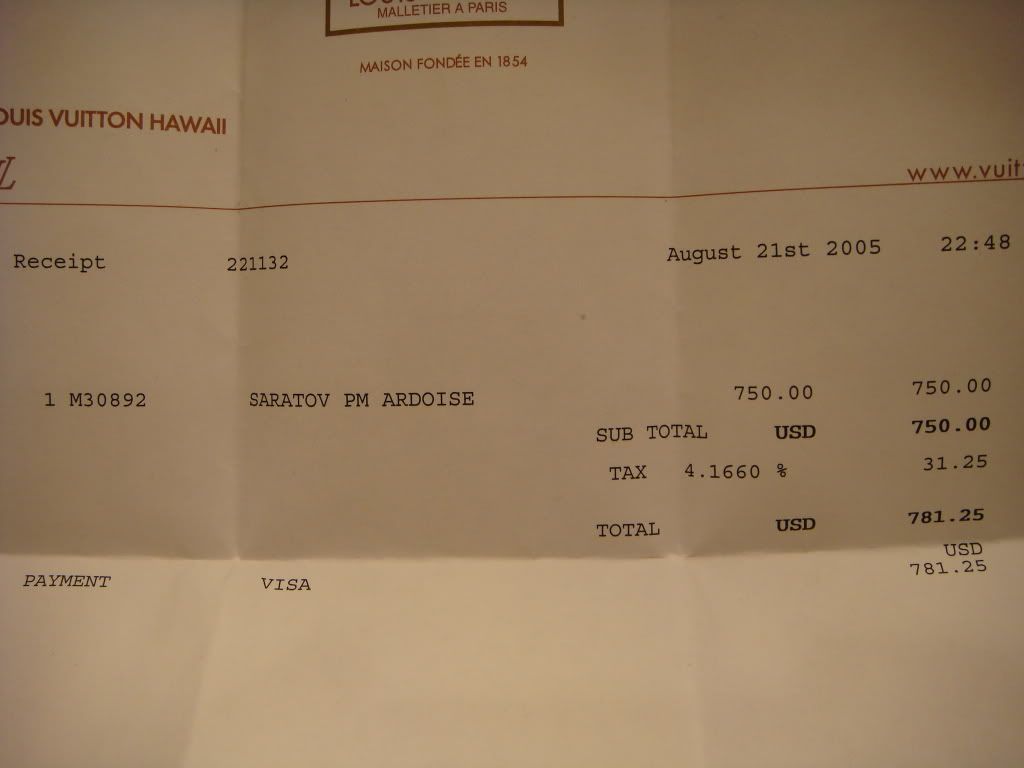 MALLETIER A PARIS
MAISON FONDÉE EN 1854
OUIS VUITTON HAWAII
www.vuit
Receipt 221132 August 21st 2005 22:48
1 M30892 SARATOV PM ARDOISE 750.00 750.00
SUB TOTAL USD 750.00
TAX 4.1660 % 31.25
TOTAL USD 781.25
USD
PAYMENT VISA 781.25